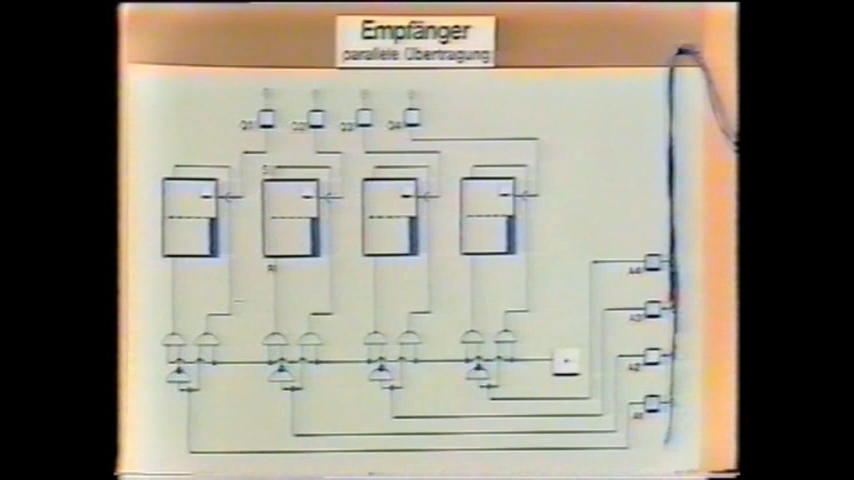 Empfänger
parallele Übertragung
Q1 Q2 Q3 Q4
A4
A3
A2
A1